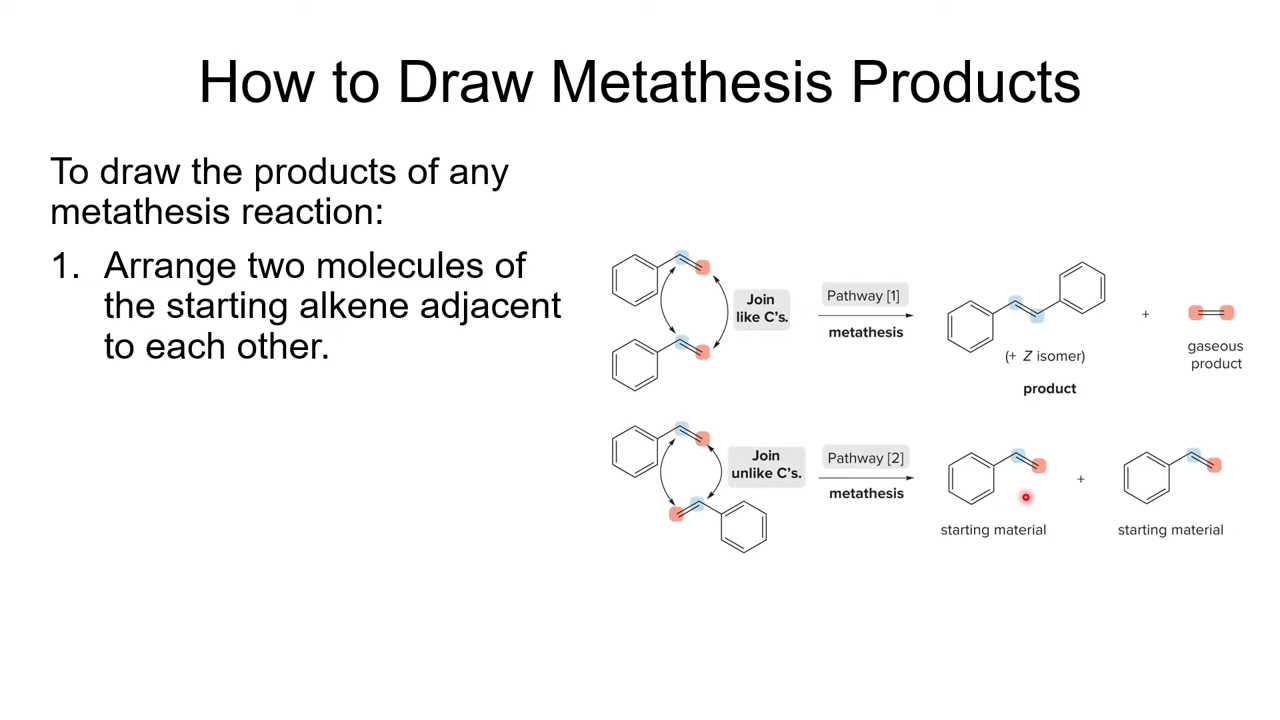 How to Draw Metathesis Products
To draw the products of any
metathesis reaction:
1. Arrange two molecules of
the starting alkene adjacent
to each other.
Join
like C's.
Pathway [1]
metathesis
(+ Z isomer)
product
+
gaseous
product
Join
unlike C's.
Pathway [2]
metathesis
starting material
+
starting material